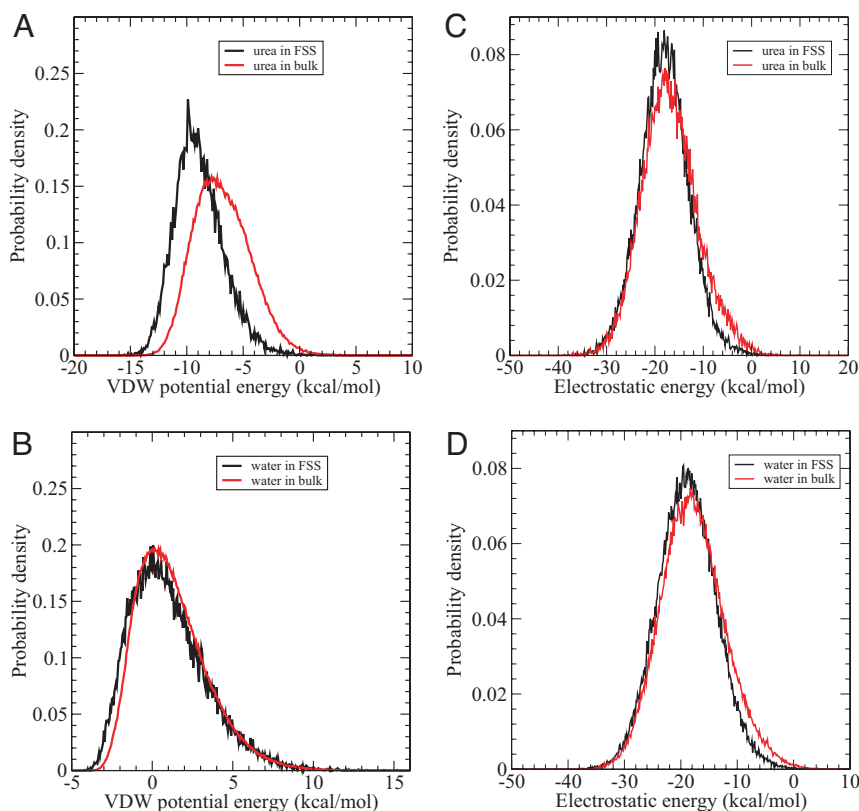 A
urea in FSS
urea in bulk
Probability density
0.25
0.2
0.15
0.1
0.05
0
-20 -15 -10 -5 0 5 10
VDW potential energy (kcal/mol)
C
urea in FSS
urea in bulk
Probability density
0.08
0.06
0.04
0.02
0
-50 -40 -30 -20 -10 0 10 20
Electrostatic energy (kcal/mol)
B
water in FSS
water in bulk
Probability density
0.25
0.2
0.15
0.1
0.05
0
-5 0 5 10 15
VDW potential energy (kcal/mol)
D
water in FSS
water in bulk
Probability density
0.08
0.06
0.04
0.02
0
-50 -40 -30 -20 -10 0 10
Electrostatic energy (kcal/mol)